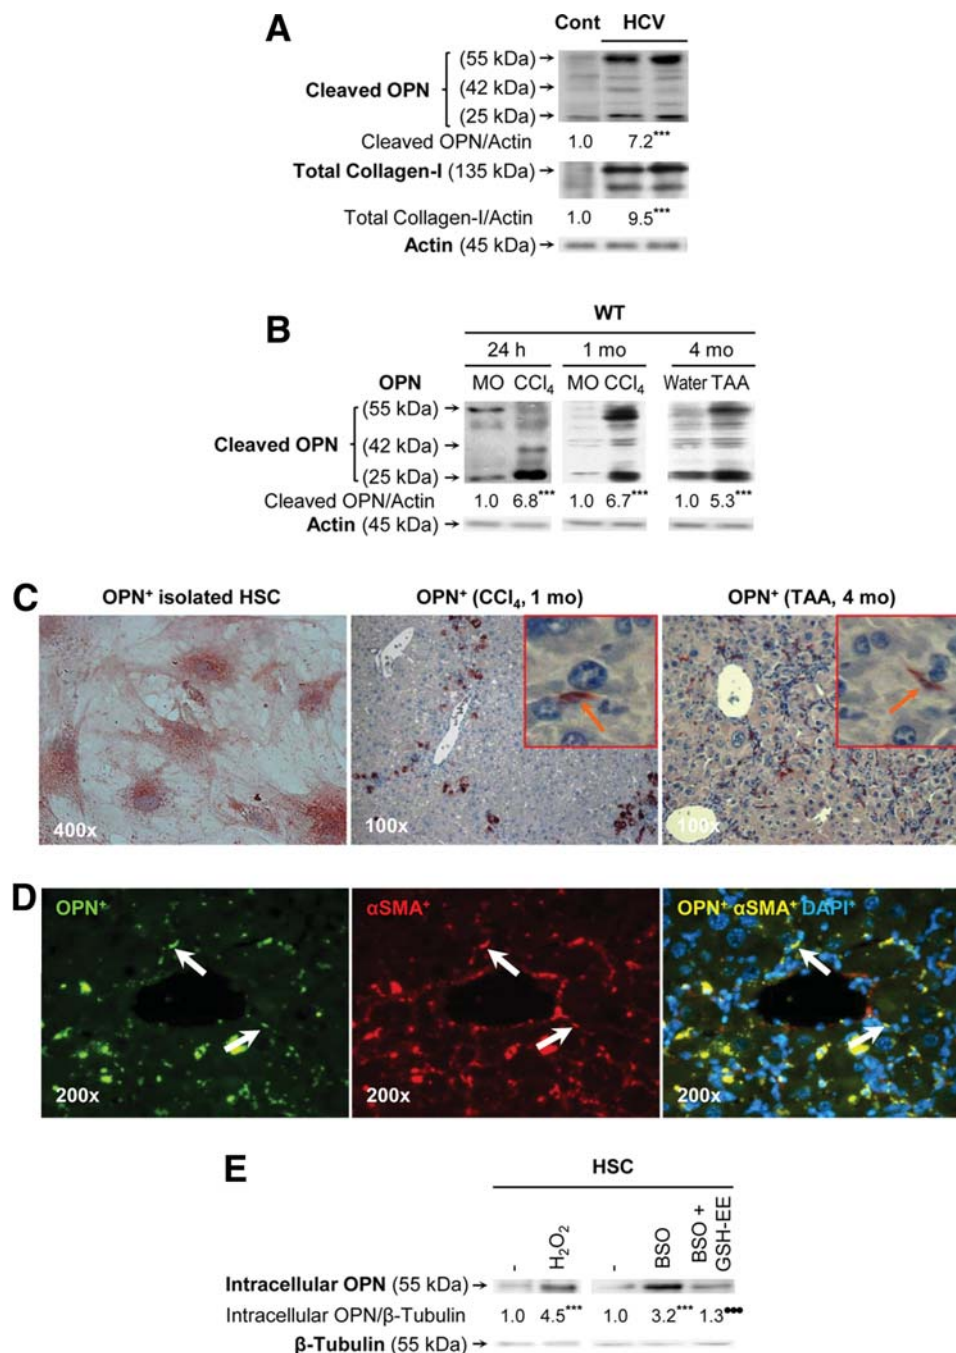 A
Cont HCV
Cleaved OPN
(55 kDa)→
(42 kDa)→
(25 kDa)→
Cleaved OPN/Actin 1.0 7.2***
Total Collagen-I (135 kDa)→
Total Collagen-I/Actin 1.0 9.5***
Actin (45 kDa)→
B
WT
24 h 1 mo 4 mo
OPN MO CCl₄ MO CCl₄ Water TAA
Cleaved OPN
(55 kDa)→
(42 kDa)→
(25 kDa)→
Cleaved OPN/Actin 1.0 6.8*** 1.0 6.7*** 1.0 5.3***
Actin (45 kDa)→
C
OPN⁺ isolated HSC OPN⁺ (CCl₄, 1 mo) OPN⁺ (TAA, 4 mo)
400x 100x 100x
D
OPN⁺ αSMA⁺ OPN⁺ αSMA⁺ DAPI⁺
200x 200x 200x
E
HSC
- H₂O₂ - BSO BSO + GSH-EE
Intracellular OPN (55 kDa)→
Intracellular OPN/β-Tubulin 1.0 4.5*** 1.0 3.2*** 1.3•••
β-Tubulin (55 kDa)→